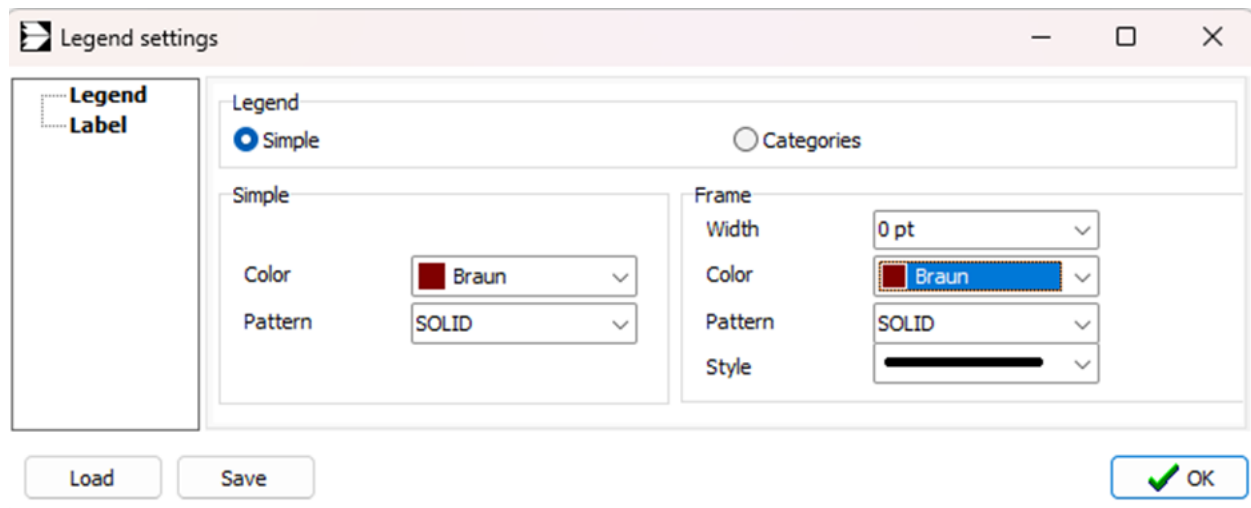 Legend settings
Legend
Label
Legend
Simple
Categories
Simple
Color
Braun
Pattern
SOLID
Frame
Width
0 pt
Color
Braun
Pattern
SOLID
Style
Load
Save
OK